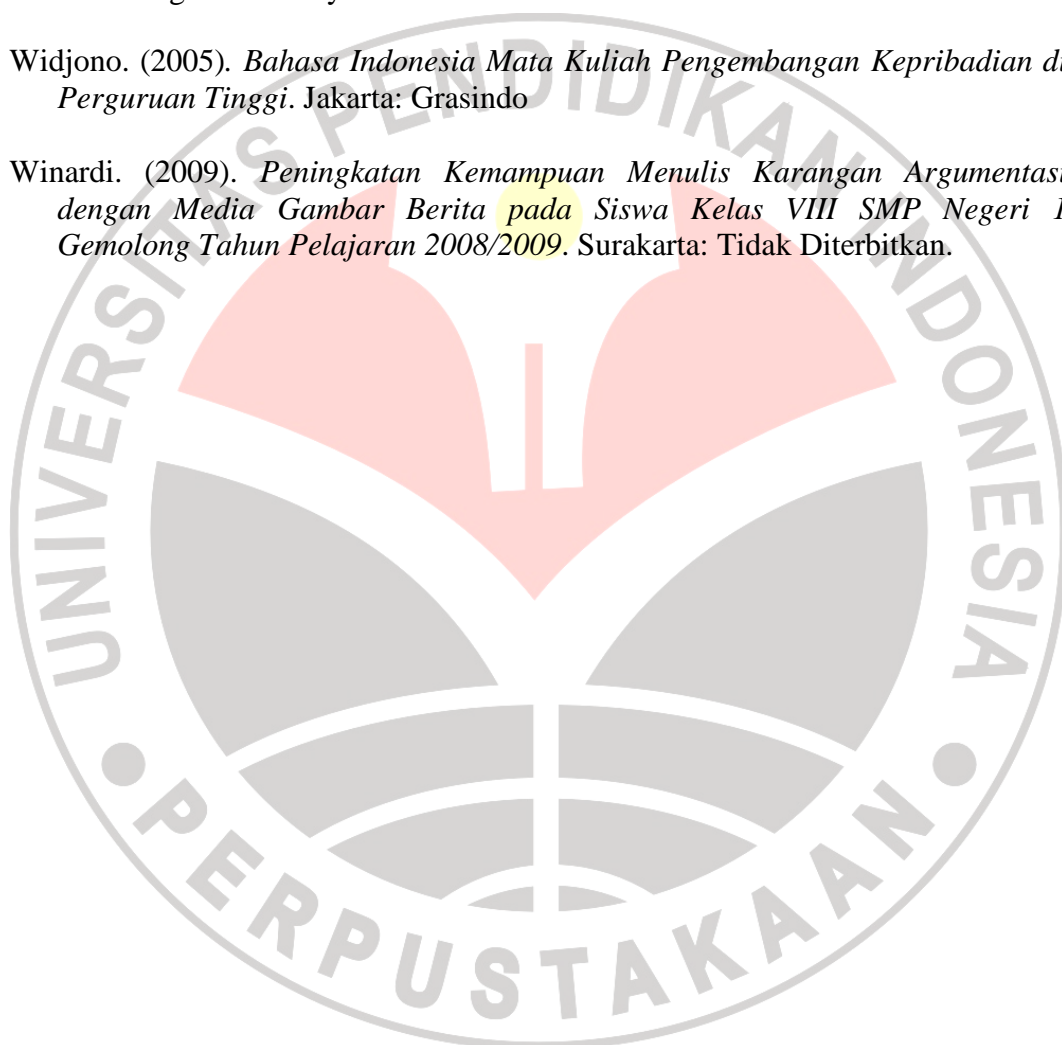 Widjono. (2005). Bahasa Indonesia Mata Kuliah Pengembangan Kepribadian di
Perguruan Tinggi. Jakarta: Grasindo
Winardi. (2009). Peningkatan Kemampuan Menulis Karangan Argumentasi
dengan Media Gambar Berita pada Siswa Kelas VIII SMP Negeri I
Gemolong Tahun Pelajaran 2008/2009. Surakarta: Tidak Diterbitkan.
UNIVERSITAS PENDIDIKAN INDONESIA
PERPUSTAKAAN